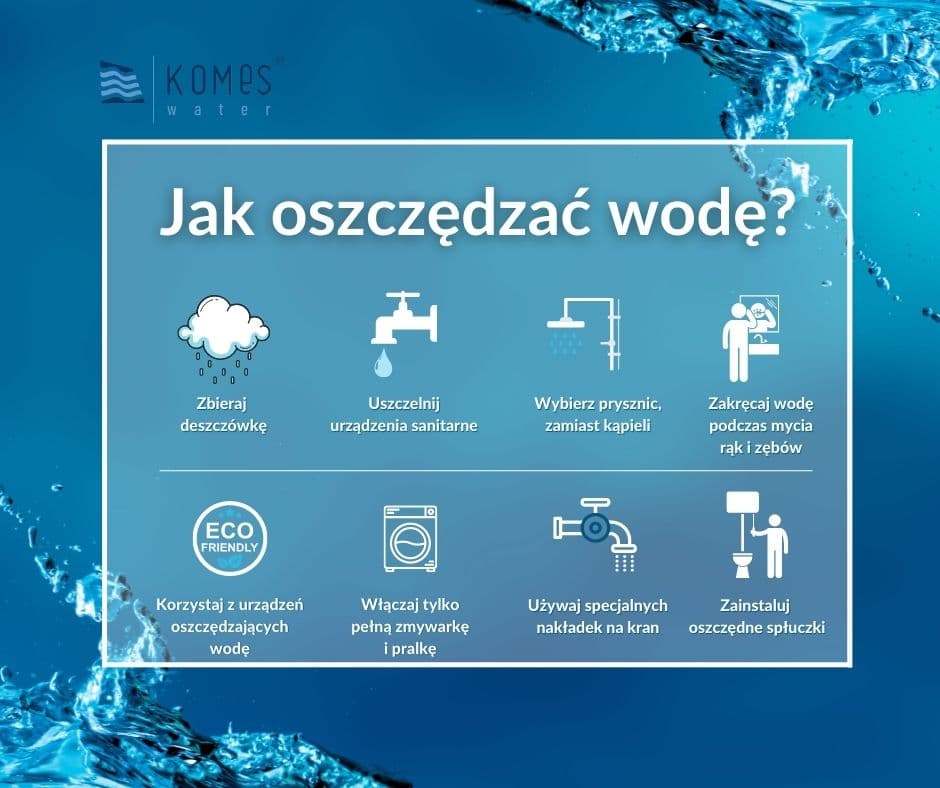 KOMES
water
Jak oszczędzać wodę?
Zbieraj
deszczówkę
Uszczelnij
urządzenia sanitarne
Wybierz prysznic,
zamiast kąpieli
Zakręcaj wodę
podczas mycia
rąk i zębów
ECO
FRIENDLY
Korzystaj z urządzeń
oszczędzających
wodę
Włączaj tylko
pełną zmywarkę
i pralkę
Używaj specjalnych
nakładek na kran
Zainstaluj
oszczędne spłuczki